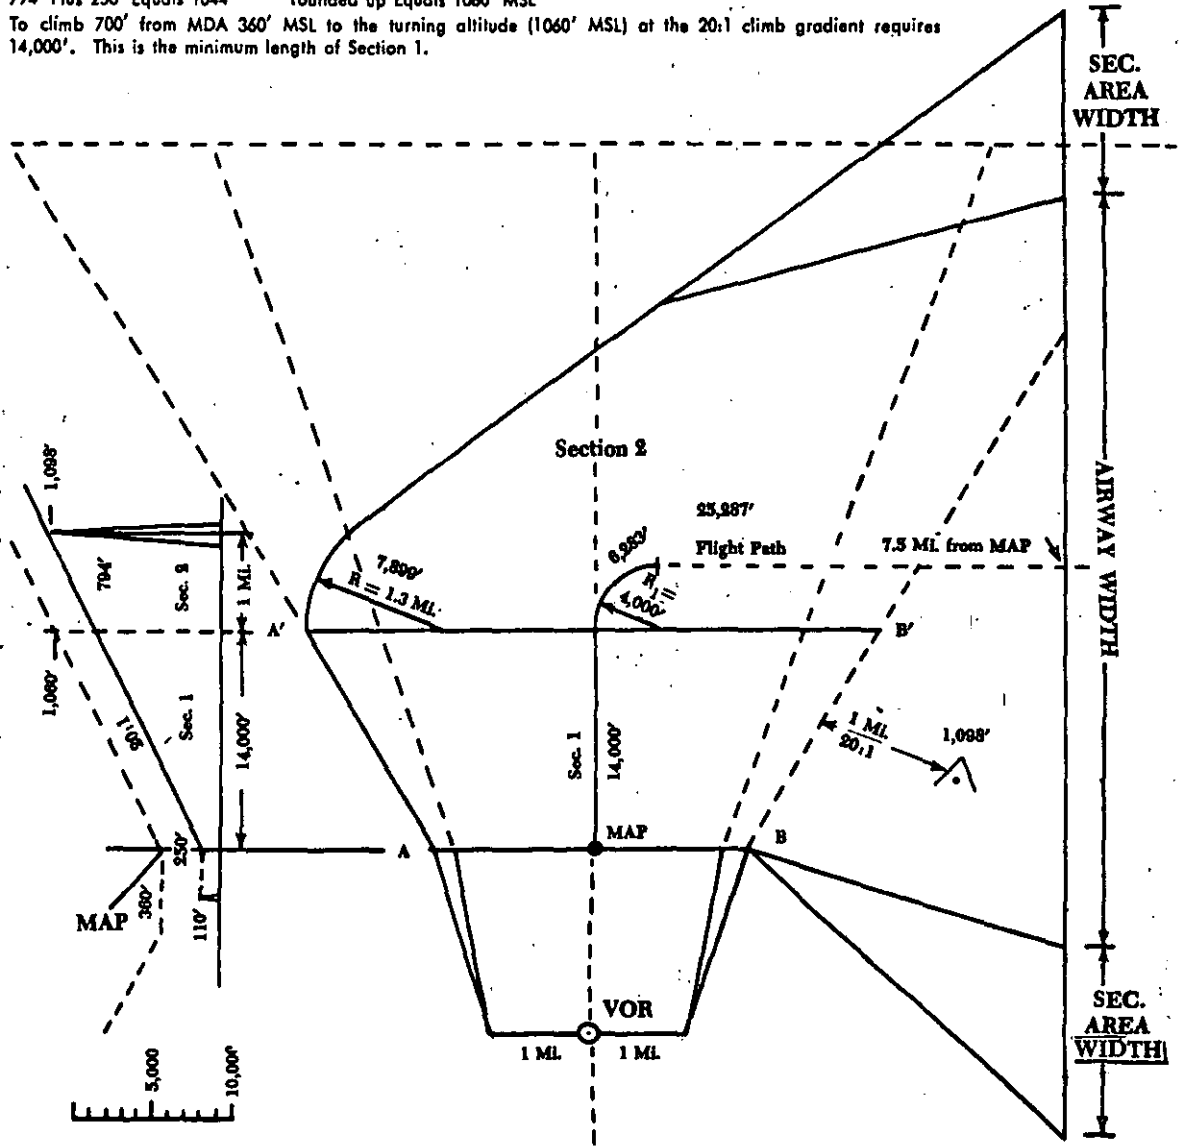 794' Plus 250' Equals 1044' rounded up Equals 1060' MSL
To climb 700' from MDA 360' MSL to the turning altitude (1060' MSL) at the 20:1 climb gradient requires
14,000'. This is the minimum length of Section 1.
SEC.
AREA
WIDTH
Section 2
1,098'
794'
Sec. 2
1 Mi.
25,287'
Flight Path
7.5 Mi. from MAP
6,283'
R1 =
4,000'
7,899'
R = 1.3 Mi.
AIRWAY WIDTH
A'
B'
1,060'
20:1
Sec. 1
14,000'
Sec. 1
14,000'
1 Mi.
20:1
1,098'
MAP
A
B
250'
360'
110'
MAP
VOR
1 Mi.
1 Mi.
SEC.
AREA
WIDTH
5,000
10,000